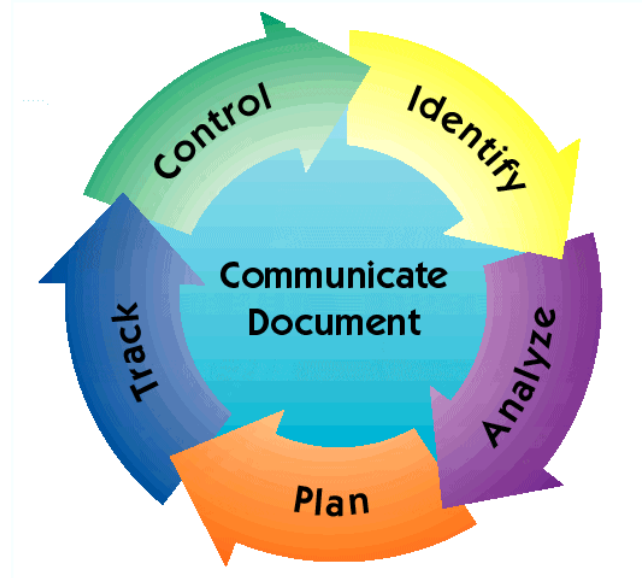 Identify
Analyze
Plan
Track
Control
Communicate
Document